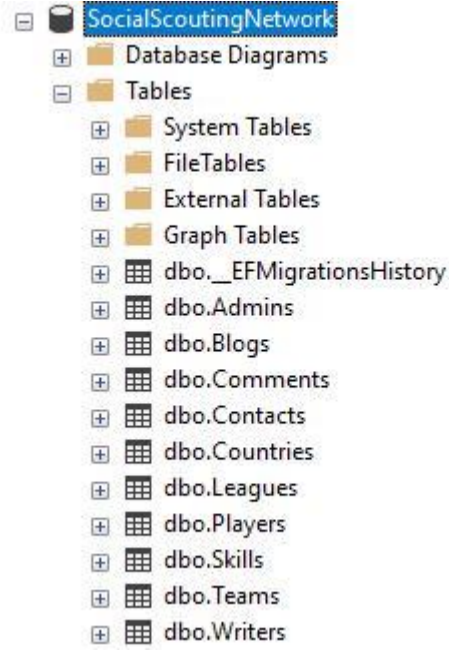 SocialScoutingNetwork
Database Diagrams
Tables
System Tables
FileTables
External Tables
Graph Tables
dbo.__EFMigrationsHistory
dbo.Admins
dbo.Blogs
dbo.Comments
dbo.Contacts
dbo.Countries
dbo.Leagues
dbo.Players
dbo.Skills
dbo.Teams
dbo.Writers